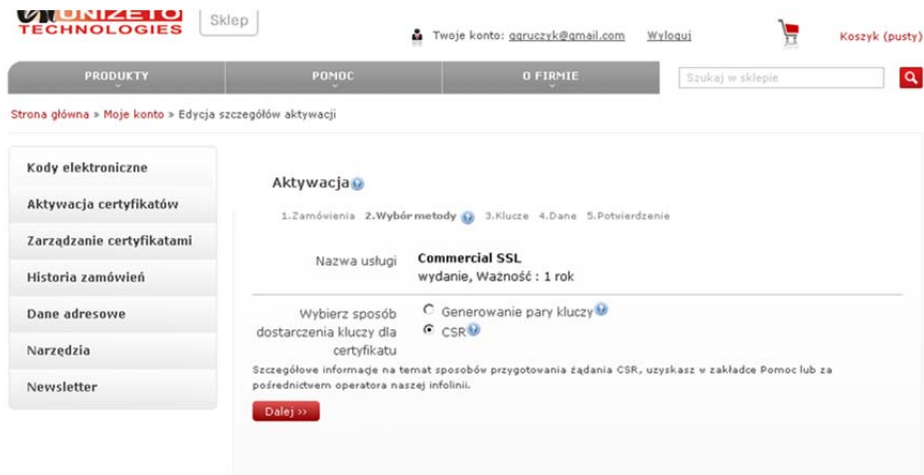 UNIZETO
TECHNOLOGIES
Sklep
Twoje konto: ggruczyk@gmail.com Wyloguj
Koszyk (pusty)
PRODUKTY POMOC O FIRMIE
Szukaj w sklepie
Strona główna » Moje konto » Edycja szczegółów aktywacji
Kody elektroniczne
Aktywacja certyfikatów
Zarządzanie certyfikatami
Historia zamówień
Dane adresowe
Narzędzia
Newsletter
Aktywacja
1.Zamówienia 2.Wybór metody 3.Klucze 4.Dane 5.Potwierdzenie
Nazwa usługi Commercial SSL
wydanie, Ważność : 1 rok
Wybierz sposób
dostarczenia kluczy dla
certyfikatu
Generowanie pary kluczy
CSR
Szczegółowe informacje na temat sposobów przygotowania żądania CSR, uzyskasz w zakładce Pomoc lub za
pośrednictwem operatora naszej infolinii.
Dalej >>